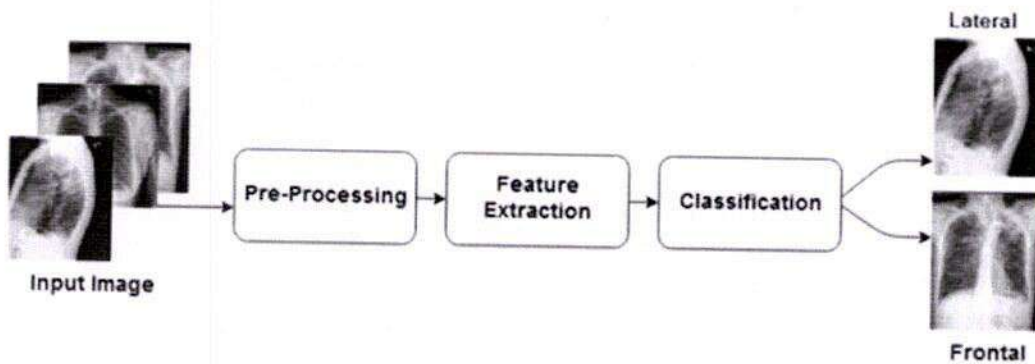 Lateral
Pre-Processing
Feature
Extraction
Classification
Input Image
Frontal